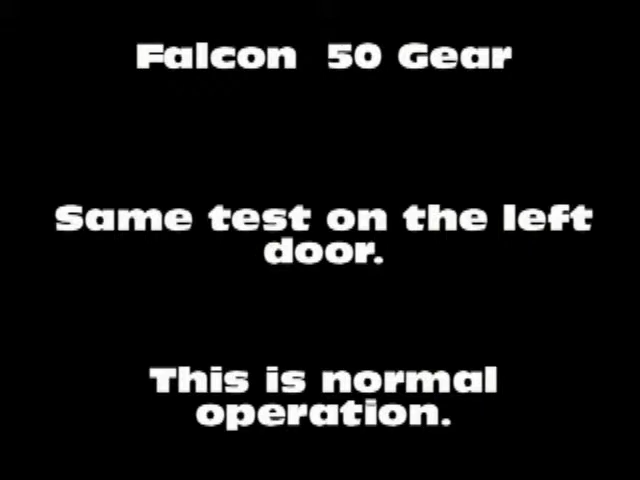 Falcon 50 Gear
Same test on the left
door.
This is normal
operation.